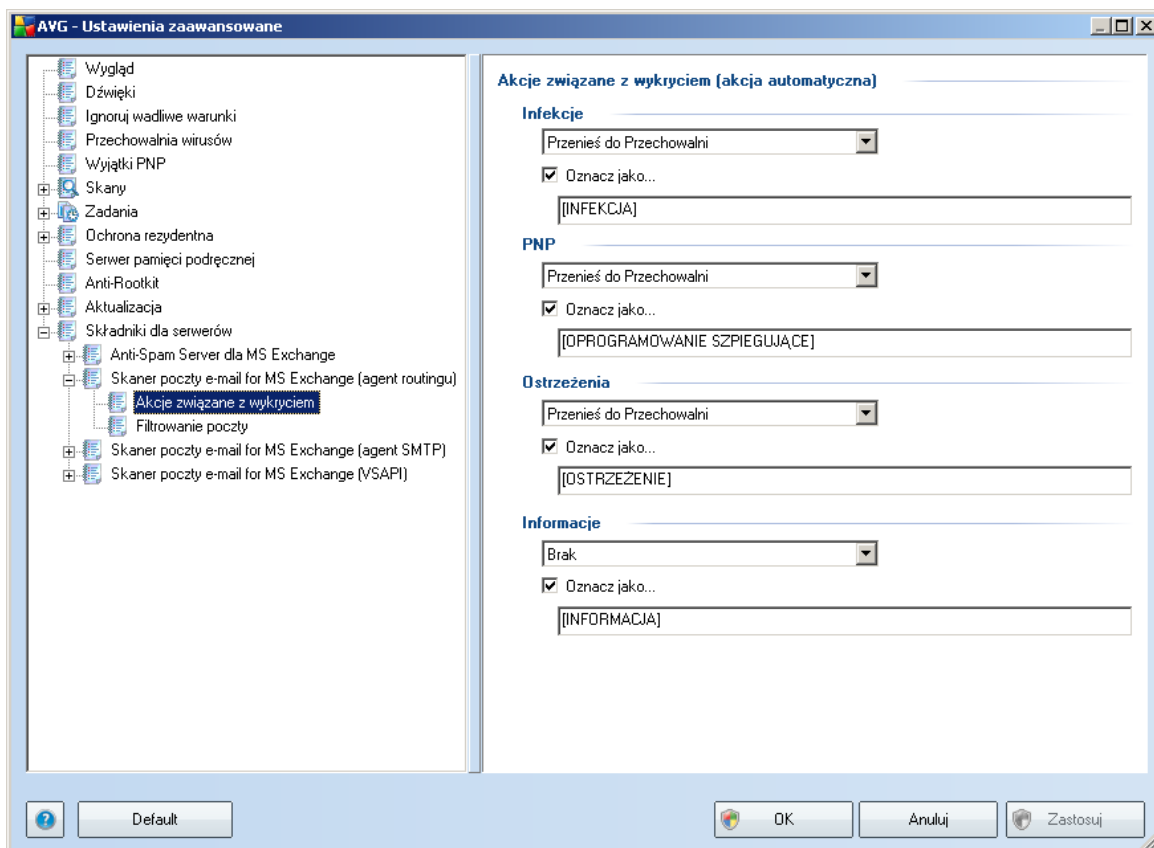 AVG - Ustawienia zaawansowane
Wygląd
Dźwięki
Ignoruj wadliwe warunki
Przechowalnia wirusów
Wyjątki PNP
Skany
Zadania
Ochrona rezydentna
Serwer pamięci podręcznej
Anti-Rootkit
Aktualizacja
Składniki dla serwerów
Anti-Spam Server dla MS Exchange
Skaner poczty e-mail for MS Exchange (agent routingu)
Akcje związane z wykryciem
Filtrowanie poczty
Skaner poczty e-mail for MS Exchange (agent SMTP)
Skaner poczty e-mail for MS Exchange (VSAPI)
Akcje związane z wykryciem (akcja automatyczna)
Infekcje
Przenieś do Przechowalni
Oznacz jako...
[INFEKCJA]
PNP
Przenieś do Przechowalni
Oznacz jako...
[OPROGRAMOWANIE SZPIEGUJĄCE]
Ostrzeżenia
Przenieś do Przechowalni
Oznacz jako...
[OSTRZEŻENIE]
Informacje
Brak
Oznacz jako...
[INFORMACJA]
Default
OK
Anuluj
Zastosuj